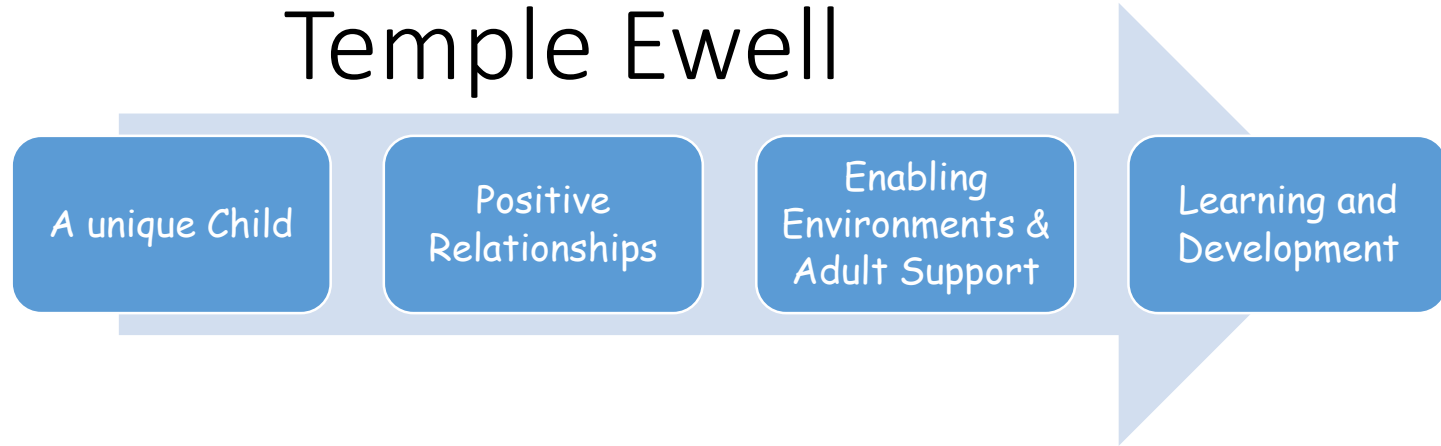 Temple Ewell
A unique Child
Positive
Relationships
Enabling
Environments &
Adult Support
Learning and
Development